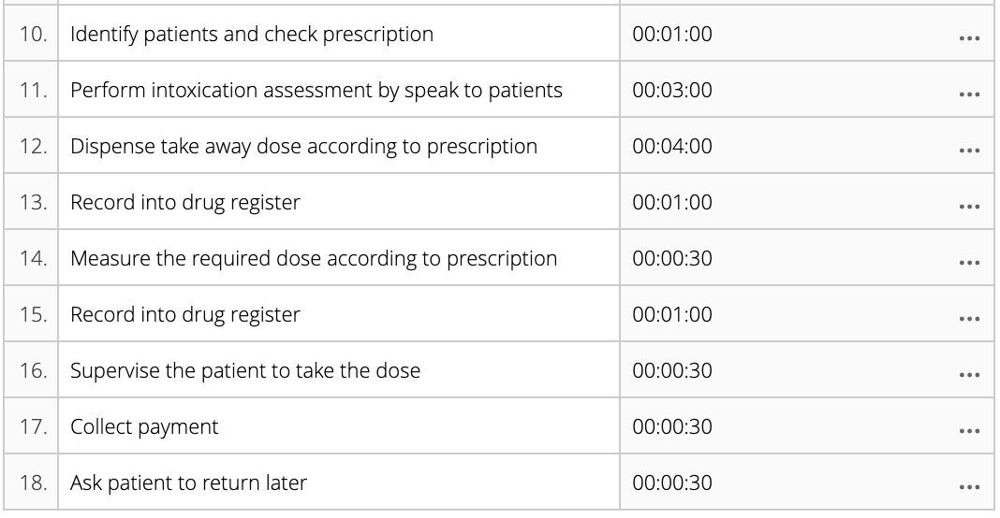 10. Identify patients and check prescription 00:01:00 ...
11. Perform intoxication assessment by speak to patients 00:03:00 ...
12. Dispense take away dose according to prescription 00:04:00 ...
13. Record into drug register 00:01:00 ...
14. Measure the required dose according to prescription 00:00:30 ...
15. Record into drug register 00:01:00 ...
16. Supervise the patient to take the dose 00:00:30 ...
17. Collect payment 00:00:30 ...
18. Ask patient to return later 00:00:30 ...